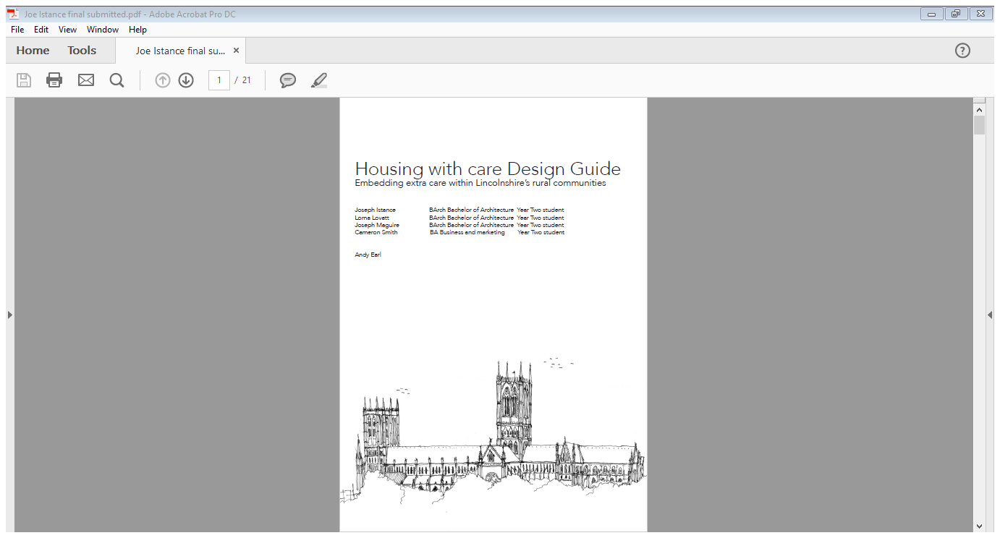 Joe Istance final submitted.pdf - Adobe Acrobat Pro DC
File Edit View Window Help
Home Tools Joe Istance final su... ×
1 / 21
Housing with care Design Guide
Embedding extra care within Lincolnshire's rural communities
Joseph Istance BArch Bachelor of Architecture Year Two student
Lorna Lovatt BArch Bachelor of Architecture Year Two student
Joseph Maguire BArch Bachelor of Architecture Year Two student
Cameron Smith BA Business and marketing Year Two student
Andy Earl